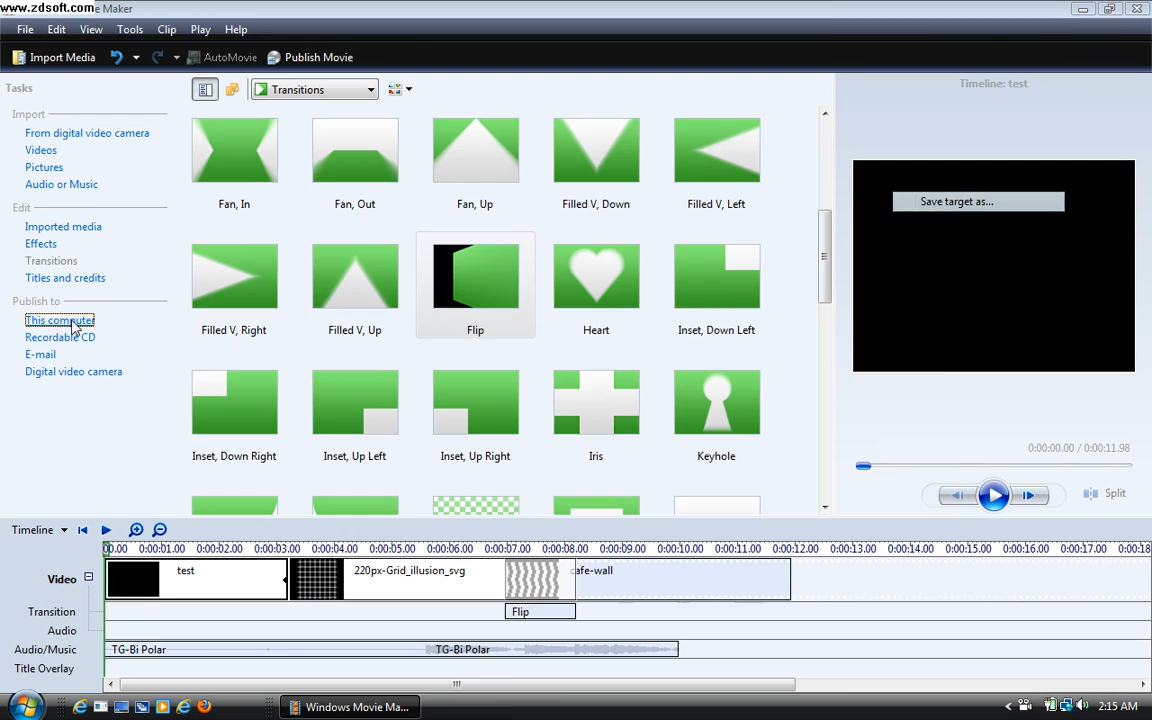 www.zdsoft.com e Maker
File Edit View Tools Clip Play Help
Import Media AutoMovie Publish Movie
Tasks
Import
From digital video camera
Videos
Pictures
Audio or Music
Edit
Imported media
Effects
Transitions
Titles and credits
Publish to
This computer
Recordable CD
E-mail
Digital video camera
Transitions
Fan, In Fan, Out Fan, Up Filled V, Down Filled V, Left
Filled V, Right Filled V, Up Flip Heart Inset, Down Left
Inset, Down Right Inset, Up Left Inset, Up Right Iris Keyhole
Timeline: test
Save target as...
0:00:00.00 / 0:00:11.98
Split
Timeline
00.00 0:00:01.00 0:00:02.00 0:00:03.00 0:00:04.00 0:00:05.00 0:00:06.00 0:00:07.00 0:00:08.00 0:00:09.00 0:00:10.00 0:00:11.00 0:00:12.00 0:00:13.00 0:00:14.00 0:00:15.00 0:00:16.00 0:00:17.00 0:00:18
Video test 220px-Grid_illusion_svg cafe-wall
Transition Flip
Audio
Audio/Music TG-Bi Polar TG-Bi Polar
Title Overlay
Windows Movie Ma... 2:15 AM